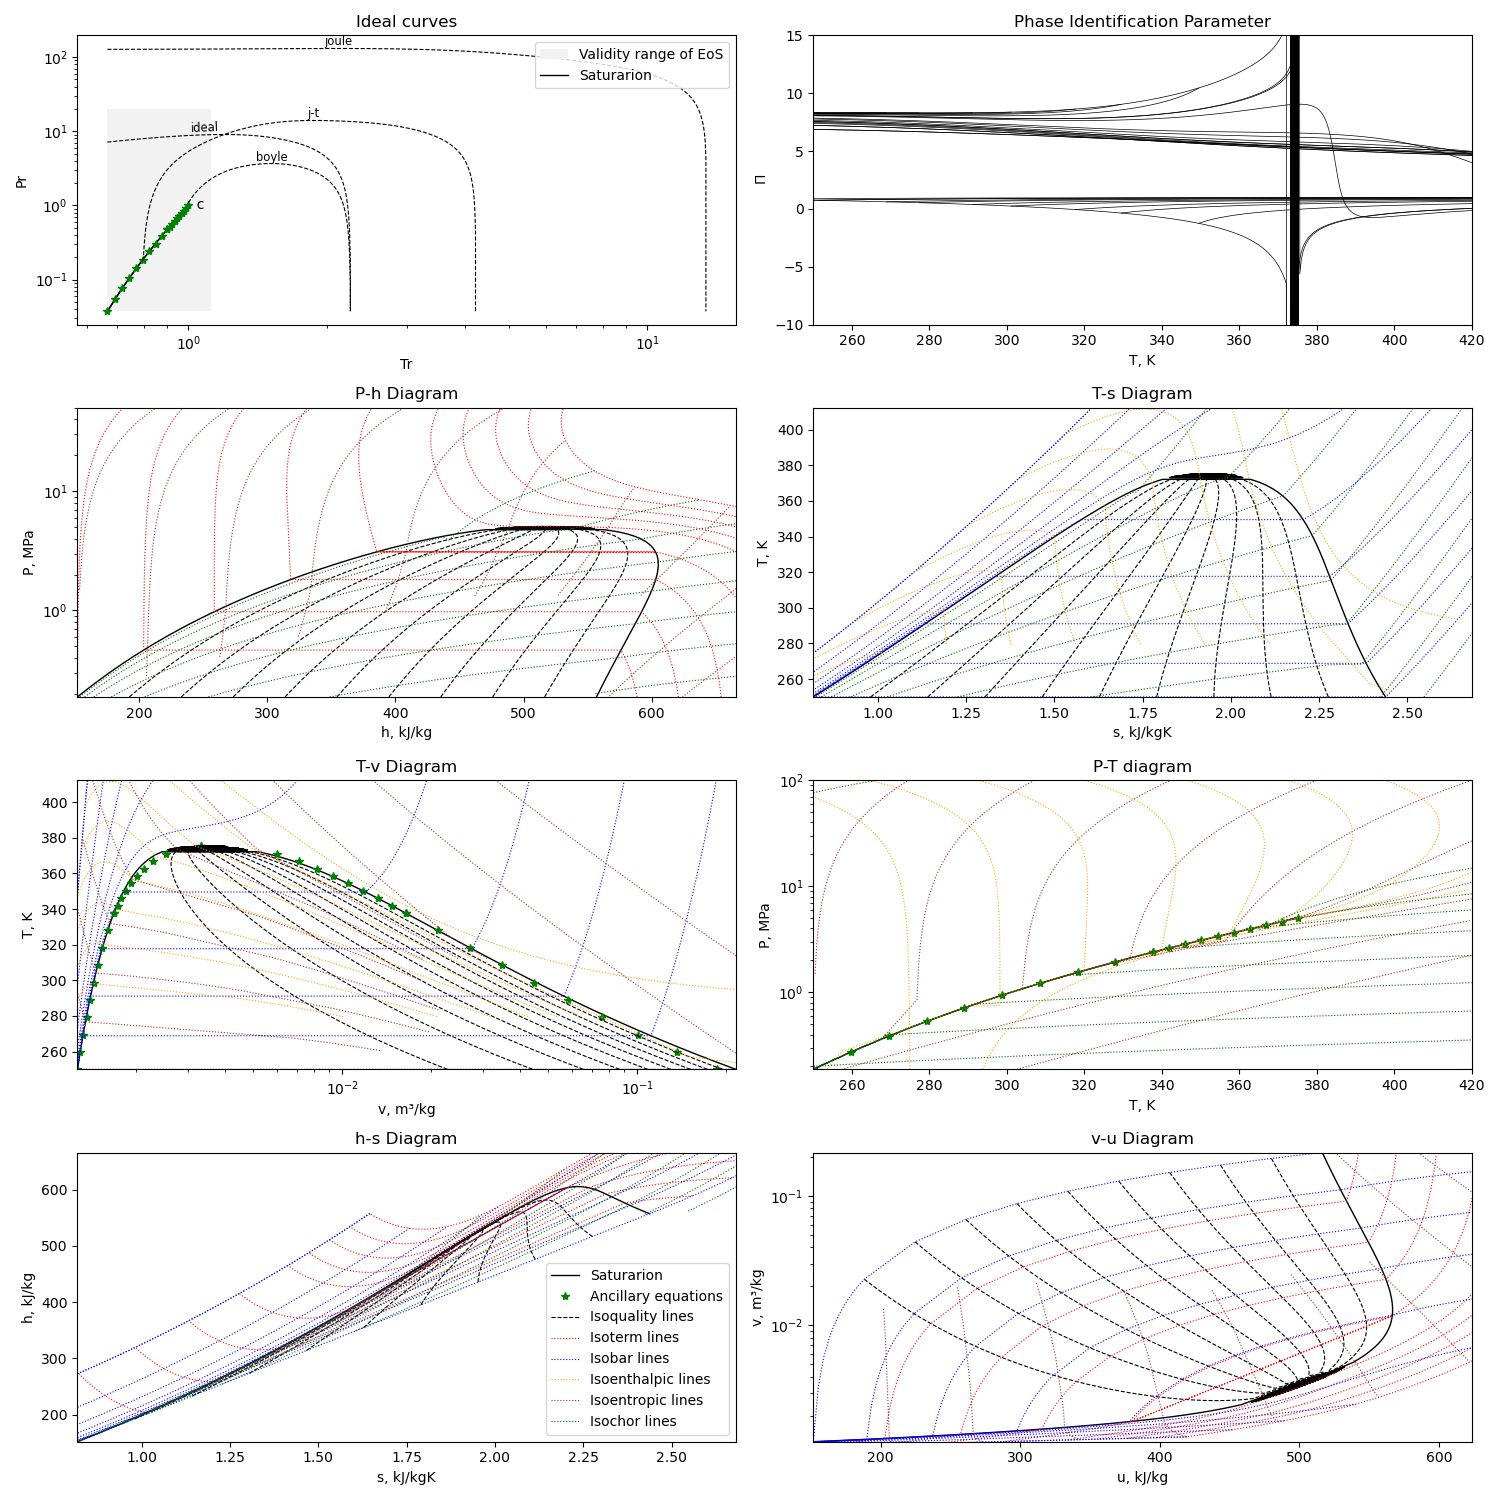 Ideal curves
Pr
10²
10¹
10⁰
10⁻¹
joule
j-t
ideal
boyle
c
Validity range of EoS
Saturarion
10⁰ 10¹
Tr
Phase Identification Parameter
Π
15
10
5
0
−5
−10
260 280 300 320 340 360 380 400 420
T, K
P-h Diagram
P, MPa
10¹
10⁰
200 300 400 500 600
h, kJ/kg
T-s Diagram
T, K
400
380
360
340
320
300
280
260
1.00 1.25 1.50 1.75 2.00 2.25 2.50
s, kJ/kgK
T-v Diagram
T, K
400
380
360
340
320
300
280
260
10⁻² 10⁻¹
v, m³/kg
P-T diagram
P, MPa
10²
10¹
10⁰
260 280 300 320 340 360 380 400 420
T, K
h-s Diagram
h, kJ/kg
600
500
400
300
200
Saturarion
Ancillary equations
Isoquality lines
Isoterm lines
Isobar lines
Isoenthalpic lines
Isoentropic lines
Isochor lines
1.00 1.25 1.50 1.75 2.00 2.25 2.50
s, kJ/kgK
v-u Diagram
v, m³/kg
10⁻¹
10⁻²
200 300 400 500 600
u, kJ/kg